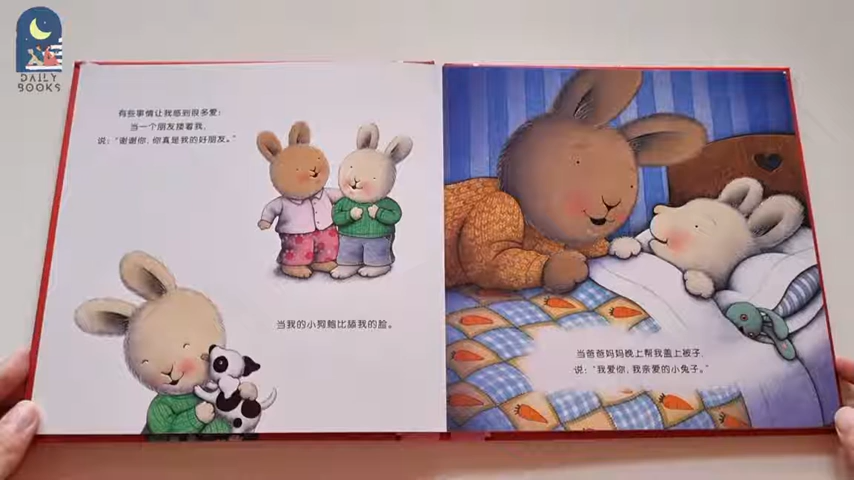 DAILY
BOOKS
有些事情让我感到很多爱：
当一个朋友搂着我，
说：“谢谢你，你真是我的好朋友。”
当我的小狗鲍比舔我的脸。
当爸爸妈妈晚上帮我盖上被子，
说：“我爱你，我亲爱的小兔子。”